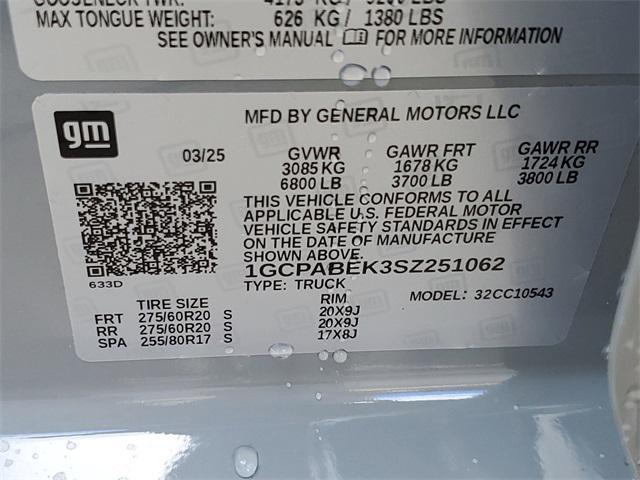 MAX TONGUE WEIGHT: 626 KG / 1380 LBS
SEE OWNER'S MANUAL FOR MORE INFORMATION
gm
MFD BY GENERAL MOTORS LLC
03/25 GVWR GAWR FRT GAWR RR
3085 KG 1678 KG 1724 KG
6800 LB 3700 LB 3800 LB
THIS VEHICLE CONFORMS TO ALL
APPLICABLE U.S. FEDERAL MOTOR
VEHICLE SAFETY STANDARDS IN EFFECT
ON THE DATE OF MANUFACTURE
SHOWN ABOVE.
1GCPABEK3SZ251062
633D
TYPE: TRUCK MODEL: 32CC10543
TIRE SIZE RIM
FRT 275/60R20 S 20X9J
RR 275/60R20 S 20X9J
SPA 255/80R17 S 17X8J